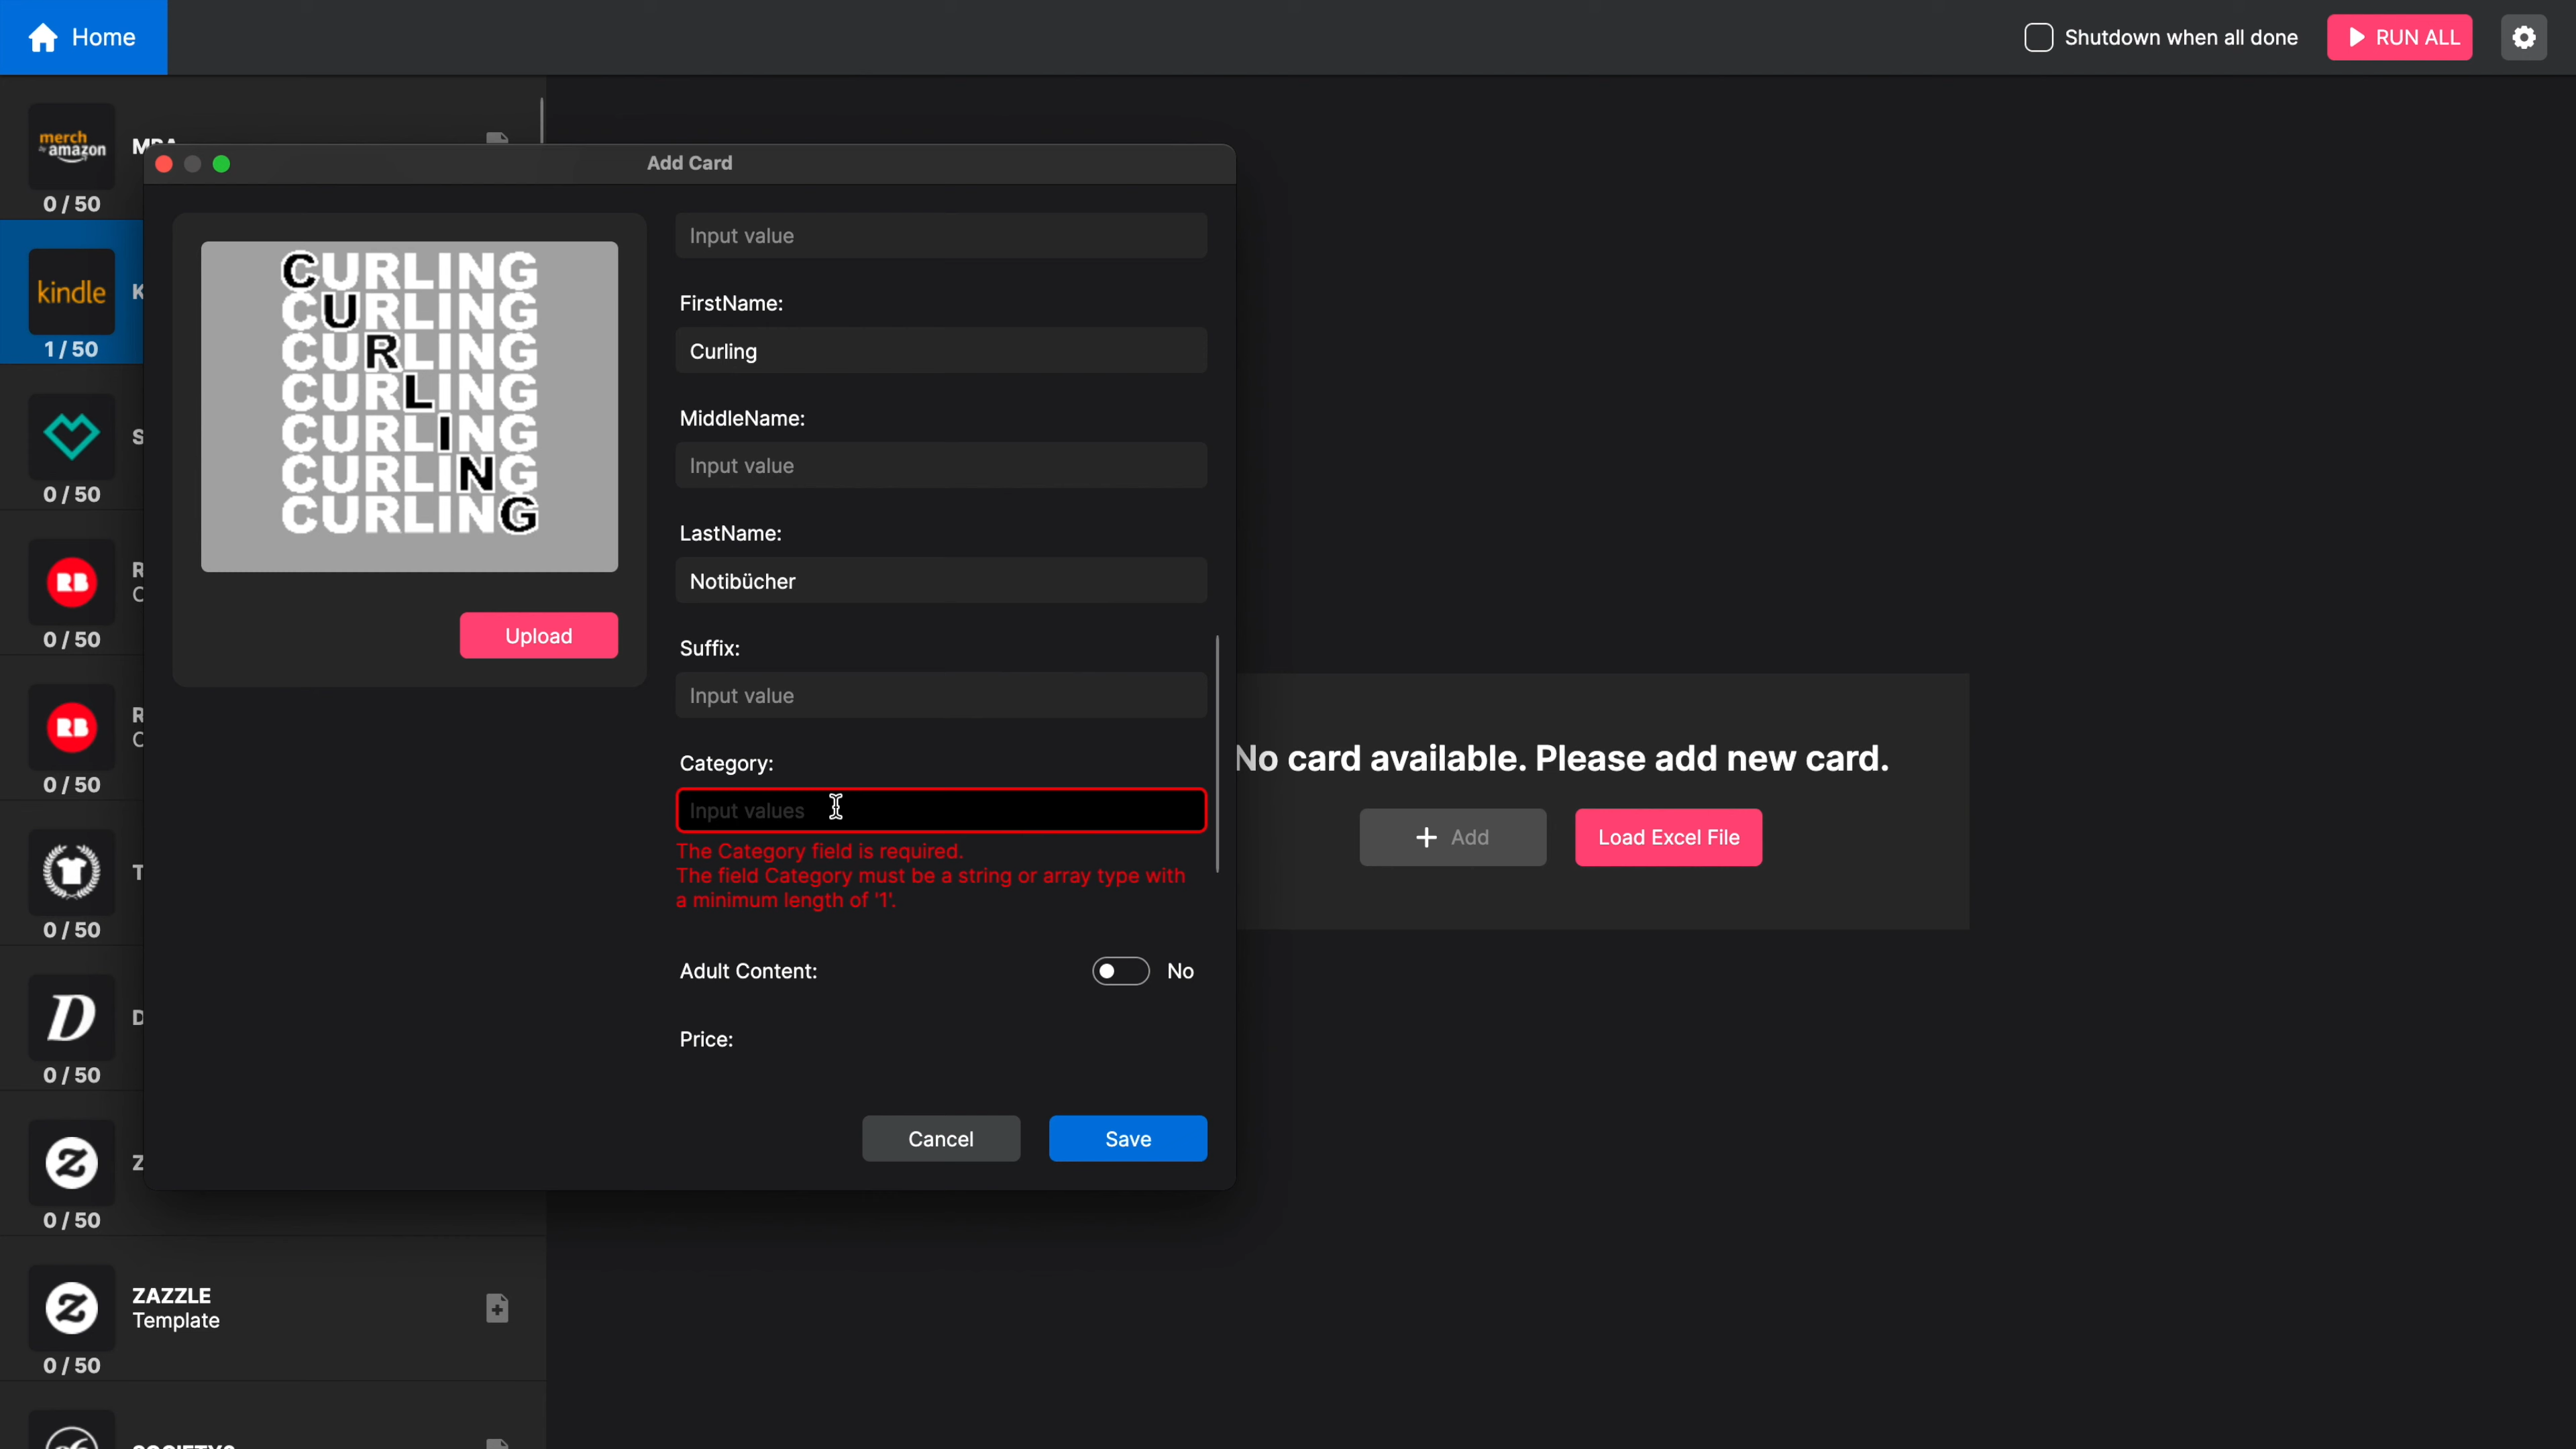 Home
Shutdown when all done
RUN ALL
merch
by amazon
0 / 50
Add Card
kindle
K
1 / 50
CURLING
CURLING
CURLING
CURLING
CURLING
CURLING
CURLING
Upload
Input value
FirstName:
Curling
MiddleName:
Input value
LastName:
Notibücher
Suffix:
Input value
Category:
Input values
The Category field is required.
The field Category must be a string or array type with
a minimum length of '1'.
Adult Content:
No
Price:
Cancel
Save
S
0 / 50
RB
R
C
0 / 50
RB
R
C
0 / 50
T
0 / 50
D
D
0 / 50
Z
Z
0 / 50
Z
ZAZZLE
Template
0 / 50
No card available. Please add new card.
+ Add
Load Excel File